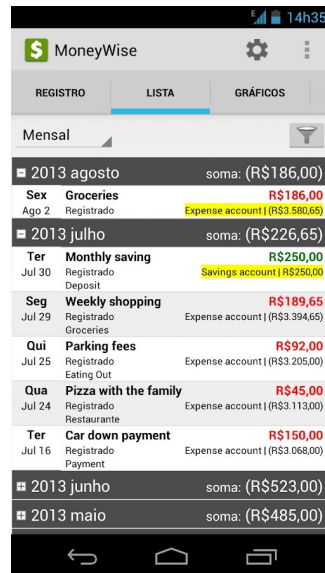 E 14h35
$ MoneyWise
REGISTRO LISTA GRÁFICOS
Mensal
2013 agosto soma: (R$186,00)
Sex Groceries R$186,00
Ago 2 Registrado Expense account | (R$3.580,65)
2013 julho soma: (R$226,65)
Ter Monthly saving R$250,00
Jul 30 Registrado Savings account | R$250,00
Deposit
Seg Weekly shopping R$189,65
Jul 29 Registrado Expense account | (R$3.394,65)
Groceries
Qui Parking fees R$92,00
Jul 25 Registrado Expense account | (R$3.205,00)
Eating Out
Qua Pizza with the family R$45,00
Jul 24 Registrado Expense account | (R$3.113,00)
Restaurante
Ter Car down payment R$150,00
Jul 16 Registrado Expense account | (R$3.068,00)
Payment
2013 junho soma: (R$523,00)
2013 maio soma: (R$485,00)